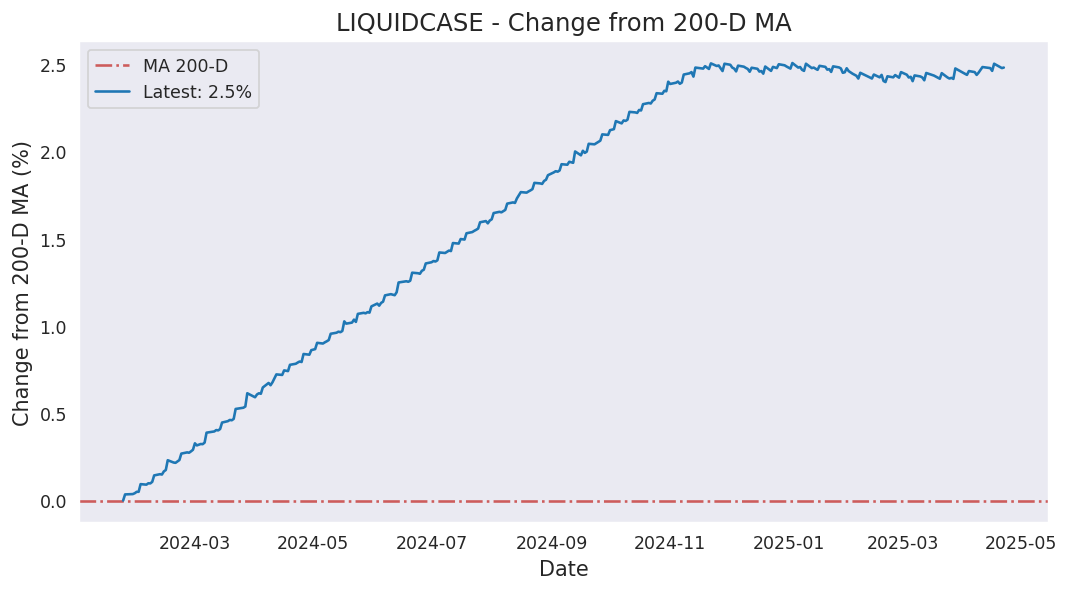 LIQUIDCASE - Change from 200-D MA
MA 200-D
Latest: 2.5%
Change from 200-D MA (%)
2.5
2.0
1.5
1.0
0.5
0.0
2024-03
2024-05
2024-07
2024-09
2024-11
2025-01
2025-03
2025-05
Date